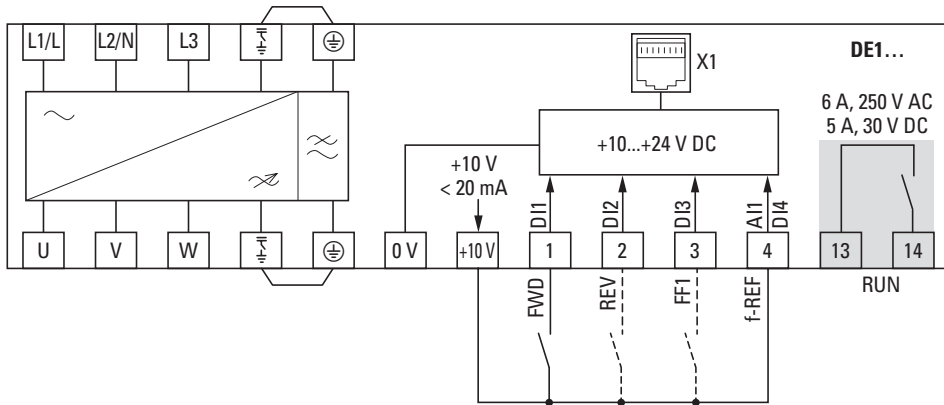 L1/L L2/N L3
X1
DE1…
6 A, 250 V AC
5 A, 30 V DC
+10...+24 V DC
+10 V
< 20 mA
DI1
DI2
DI3
AI1
DI4
U V W 0 V +10 V 1 2 3 4 13 14
RUN
FWD
REV
FF1
f-REF